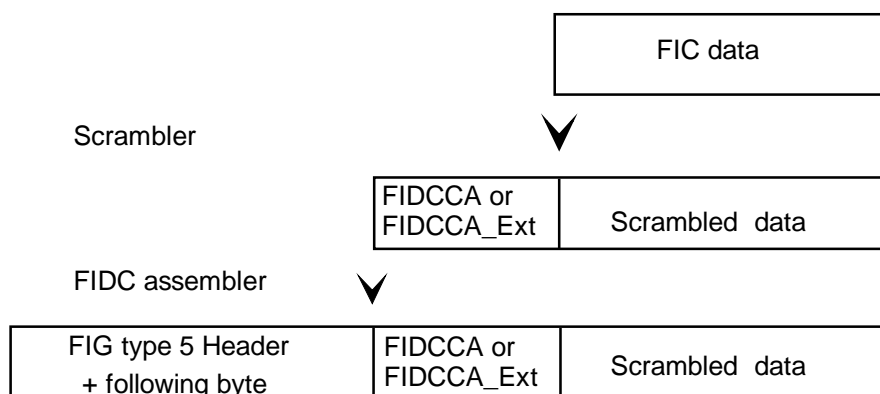 FIC data
Scrambler
FIDCCA or
FIDCCA_Ext
Scrambled data
FIDC assembler
FIG type 5 Header
+ following byte
FIDCCA or
FIDCCA_Ext
Scrambled data